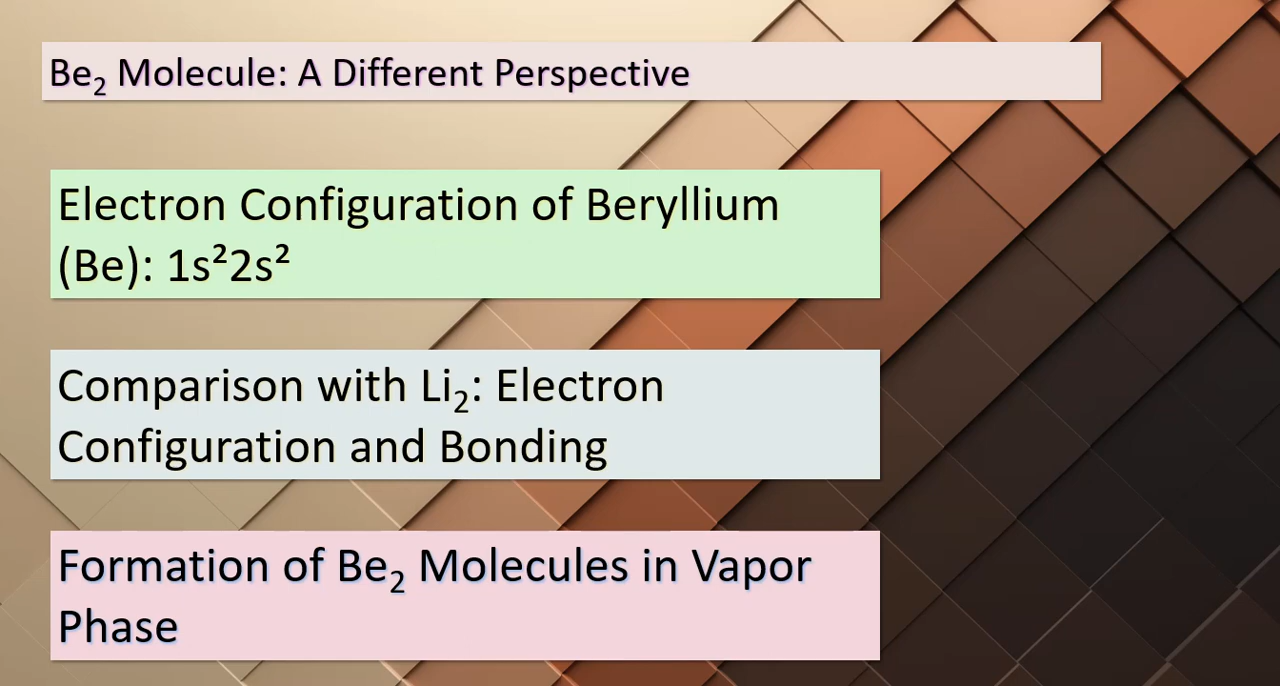 Be₂ Molecule: A Different Perspective
Electron Configuration of Beryllium
(Be): 1s²2s²
Comparison with Li₂: Electron
Configuration and Bonding
Formation of Be₂ Molecules in Vapor
Phase